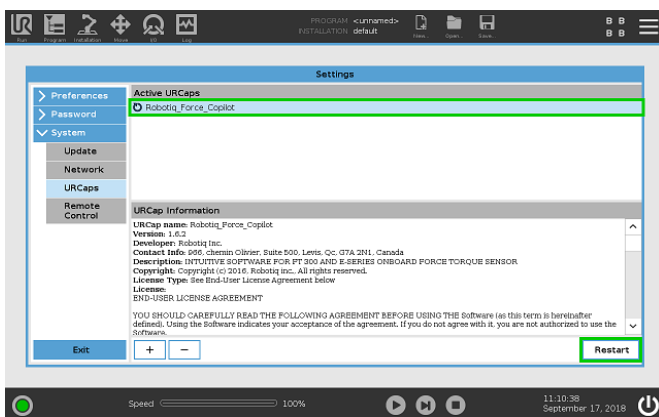 UR
PROGRAM <unnamed>
INSTALLATION default
Run Program Installation Move I/O Log New... Open... Save...
B B
B B
Settings
Preferences
Password
System
Update
Network
URCaps
Remote
Control
Exit
Active URCaps
Robotiq_Force_Copilot
URCap Information
URCap name: Robotiq_Force_Copilot
Version: 1.6.2
Developer: Robotiq Inc.
Contact Info: 966, chemin Olivier, Suite 500, Levis, Qc, G7A 2N1, Canada
Description: INTUITIVE SOFTWARE FOR FT 300 AND E-SERIES ONBOARD FORCE TORQUE SENSOR
Copyright: Copyright (c) 2016. Robotiq inc.. All rights reserved.
License Type: See End-User License Agreement below
License:
END-USER LICENSE AGREEMENT
YOU SHOULD CAREFULLY READ THE FOLLOWING AGREEMENT BEFORE USING THE Software (as this term is hereinafter
defined). Using the Software indicates your acceptance of the agreement. If you do not agree with it, you are not authorized to use the
Software.
+ −
Restart
Speed 100%
11:10:38
September 17, 2018